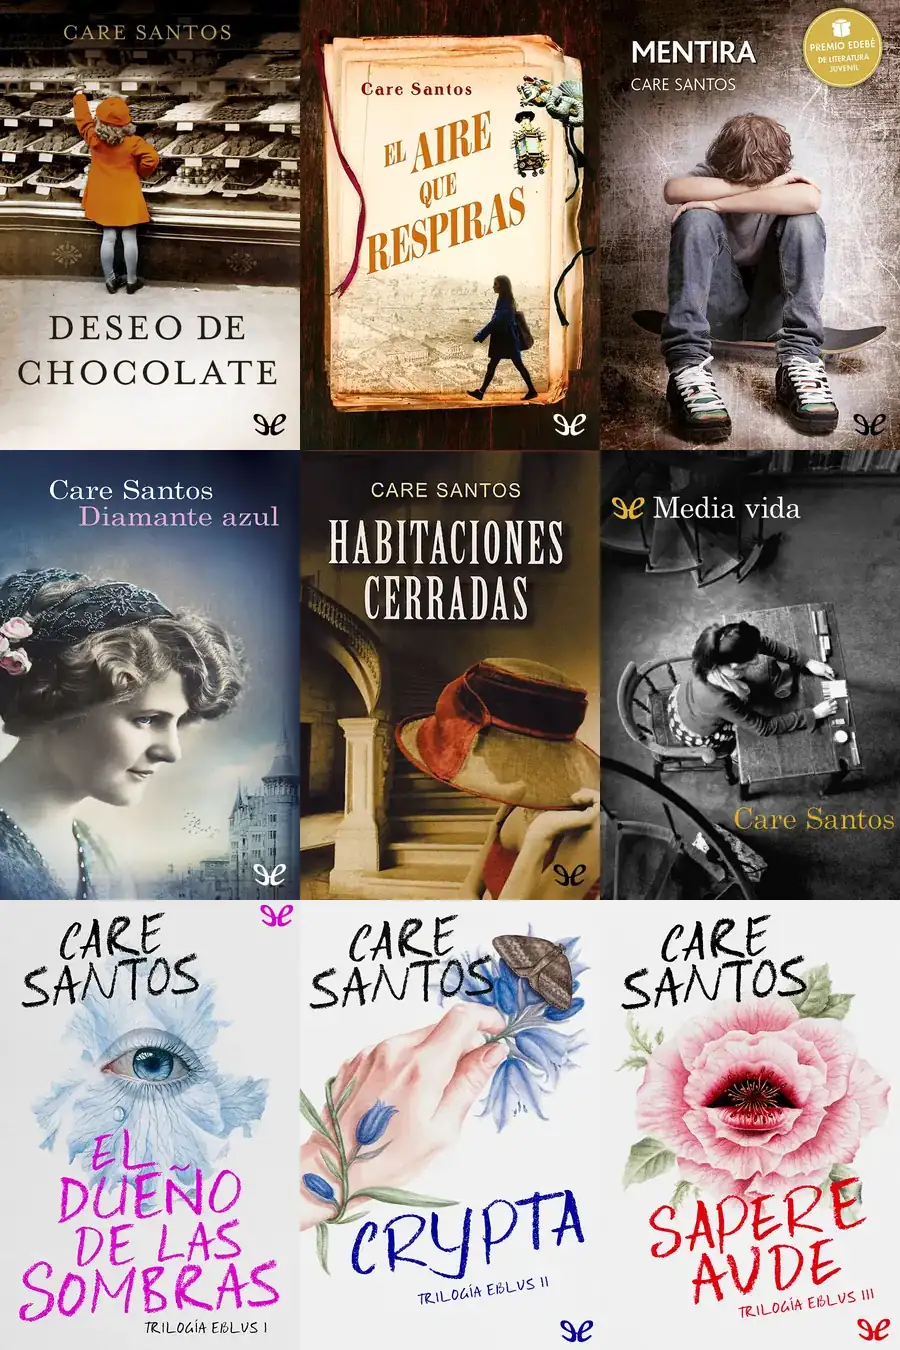 CARE SANTOS
DESEO DE
CHOCOLATE
Care Santos
EL AIRE
QUE
RESPIRAS
MENTIRA
CARE SANTOS
PREMIO EDEBÉ
DE LITERATURA
JUVENIL
Care Santos
Diamante azul
CARE SANTOS
HABITACIONES
CERRADAS
Media vida
Care Santos
CARE
SANTOS
EL
DUEÑO
DE LAS
SOMBRAS
TRILOGÍA EBLUS I
CARE
SANTOS
CRYPTA
TRILOGÍA EBLUS II
CARE
SANTOS
SAPERE
AUDE
TRILOGÍA EBLUS III